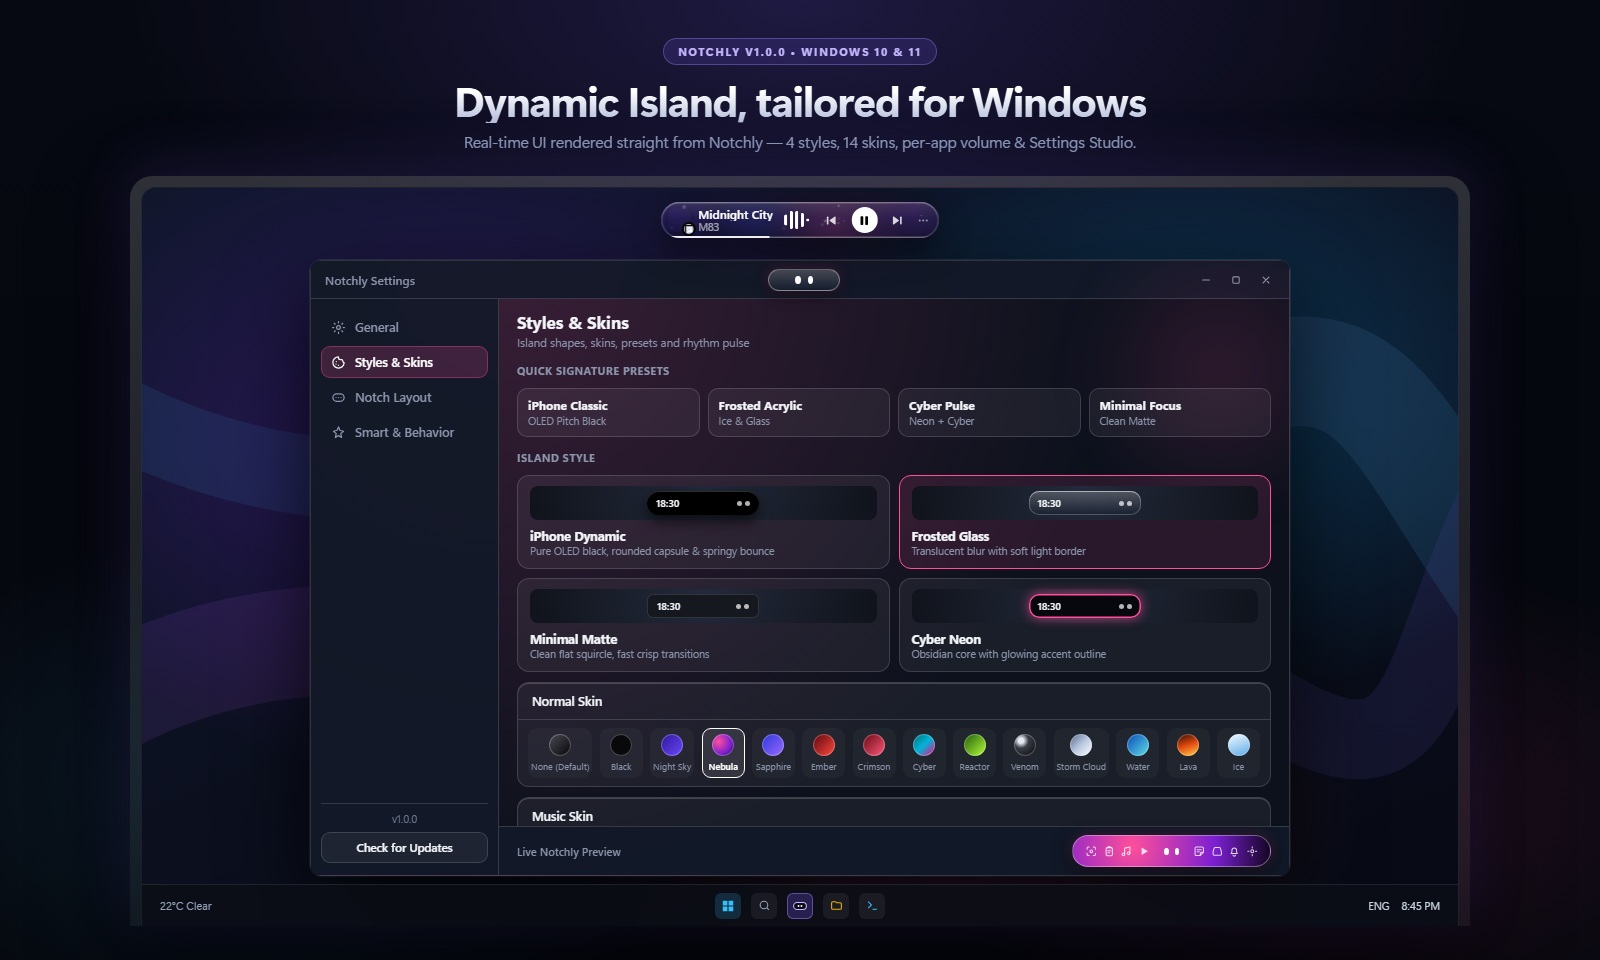 NOTCHLY V1.0.0 • WINDOWS 10 & 11
Dynamic Island, tailored for Windows
Real-time UI rendered straight from Notchly — 4 styles, 14 skins, per-app volume & Settings Studio.
Midnight City
M83
Notchly Settings
General
Styles & Skins
Notch Layout
Smart & Behavior
v1.0.0
Check for Updates
Styles & Skins
Island shapes, skins, presets and rhythm pulse
QUICK SIGNATURE PRESETS
iPhone Classic
OLED Pitch Black
Frosted Acrylic
Ice & Glass
Cyber Pulse
Neon + Cyber
Minimal Focus
Clean Matte
ISLAND STYLE
18:30
iPhone Dynamic
Pure OLED black, rounded capsule & springy bounce
18:30
Frosted Glass
Translucent blur with soft light border
18:30
Minimal Matte
Clean flat squircle, fast crisp transitions
18:30
Cyber Neon
Obsidian core with glowing accent outline
Normal Skin
None (Default) Black Night Sky Nebula Sapphire Ember Crimson Cyber Reactor Venom Storm Cloud Water Lava Ice
Music Skin
Live Notchly Preview
22°C Clear
ENG 8:45 PM